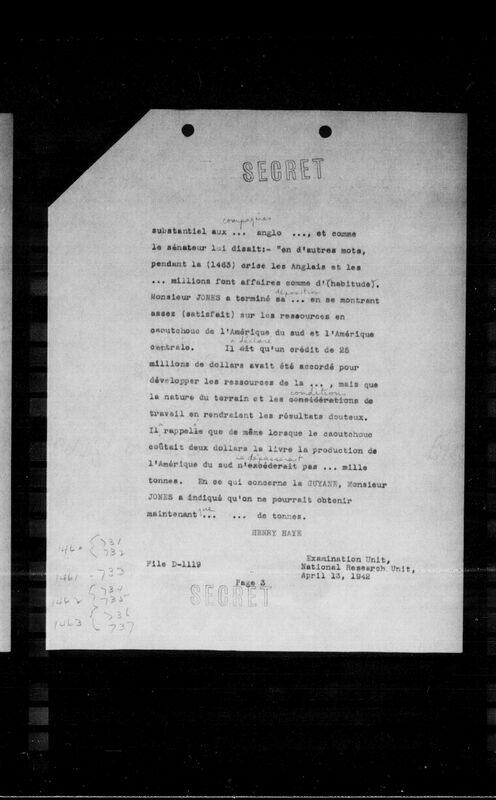 SECRET
compagnies
substantiel aux ... anglo ..., et comme
le sénateur lui disait:- "en d'autres mots,
pendant la (1463) crise les Anglais et les
... millions font affaires comme d'(habitude).
déposition
Monsieur JONES a terminé sa ... en se montrant
assez (satisfait) sur les ressources en
caoutchouc de l'Amérique du sud et l'Amérique
a déclaré
centrale. Il dit qu'un crédit de 25
millions de dollars avait été accordé pour
développer les ressources de la ... , mais que
condition
la nature du terrain et les considérations de
travail en rendraient les résultats douteux.
Il rappelle que de même lorsque le caoutchouc
coûtait deux dollars la livre la production de
l'Amérique du sud n'excéderait pas ... mille
tonnes. En ce qui concerne la GUYANE, Monsieur
JONES a indiqué qu'on ne pourrait obtenir
que
maintenant ... ... de tonnes.
HENRY HAYE
File D-1119
Examination Unit,
National Research Unit,
April 13, 1942
Page 3
SECRET
1460 { 731
732
1461 - 733
1462 { 734
735
1463 { 736
737